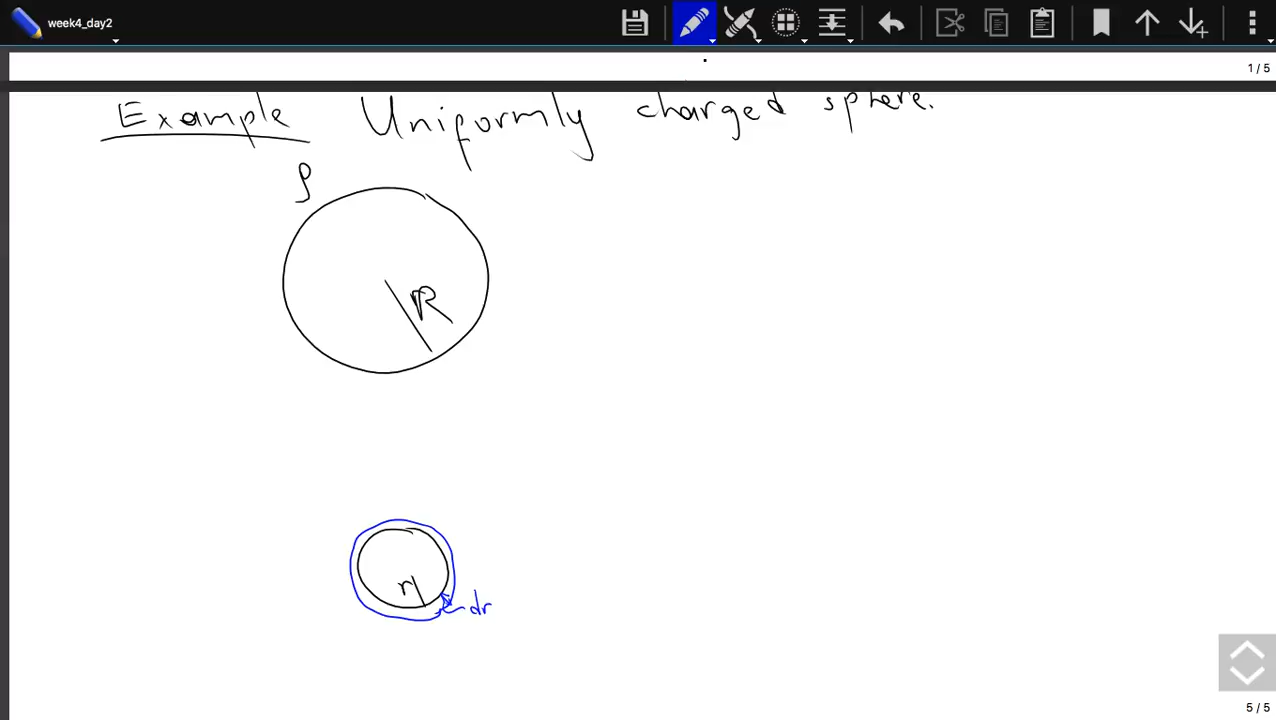 week4_day2
1 / 5
Example Uniformly charged sphere.
ρ
R
r
dr
5 / 5